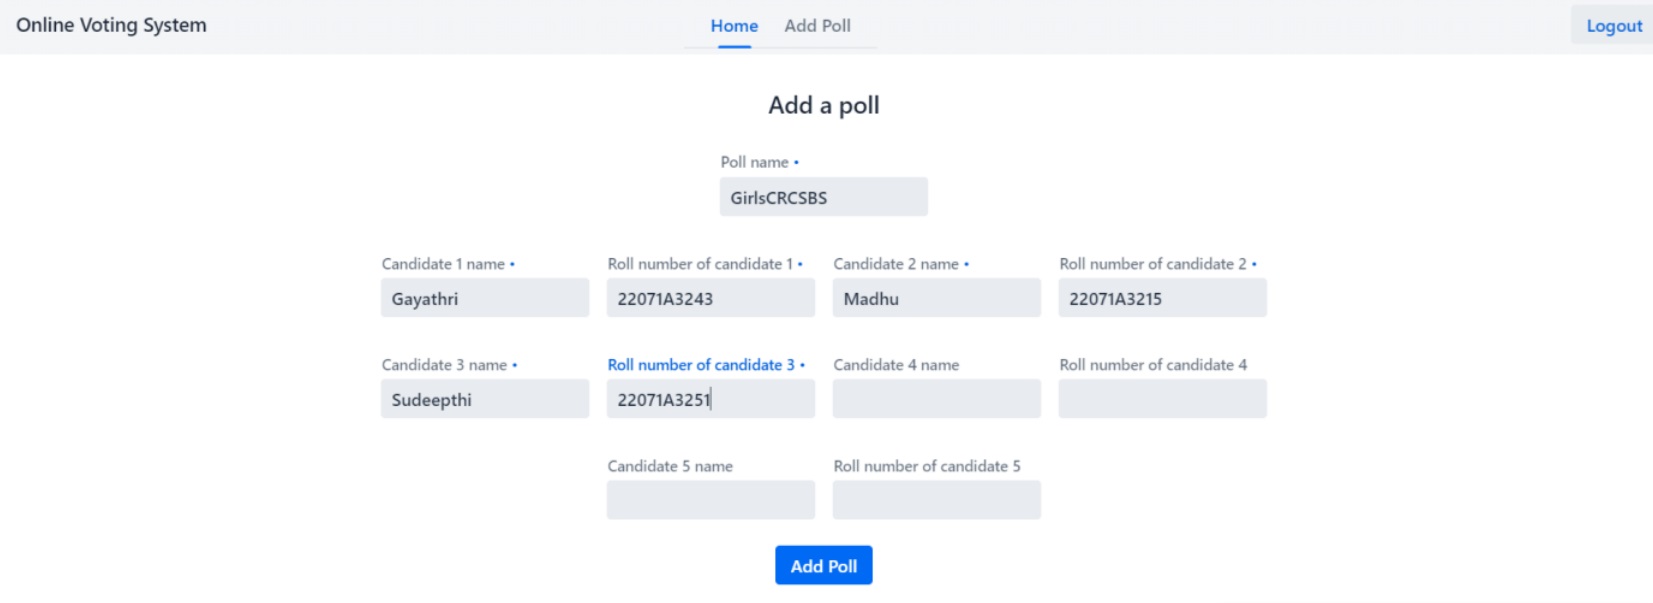 Online Voting System Home Add Poll Logout
Add a poll
Poll name •
GirlsCRCSBS
Candidate 1 name • Roll number of candidate 1 • Candidate 2 name • Roll number of candidate 2 •
Gayathri 22071A3243 Madhu 22071A3215
Candidate 3 name • Roll number of candidate 3 • Candidate 4 name Roll number of candidate 4
Sudeepthi 22071A3251
Candidate 5 name Roll number of candidate 5
Add Poll